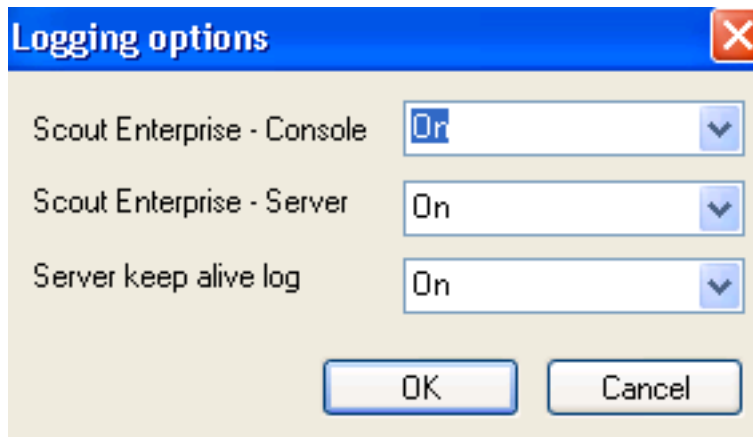 Logging options
Scout Enterprise - Console On
Scout Enterprise - Server On
Server keep alive log On
OK Cancel